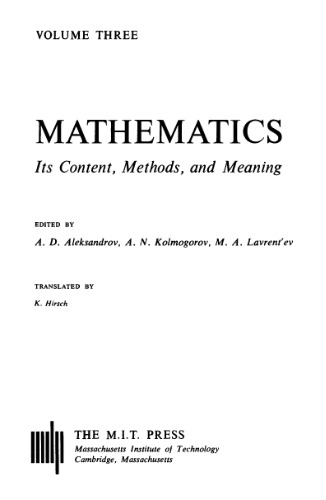 VOLUME THREE
MATHEMATICS
Its Content, Methods, and Meaning
EDITED BY
A. D. Aleksandrov, A. N. Kolmogorov, M. A. Lavrent'ev
TRANSLATED BY
K. Hirsch
THE M.I.T. PRESS
Massachusetts Institute of Technology
Cambridge, Massachusetts